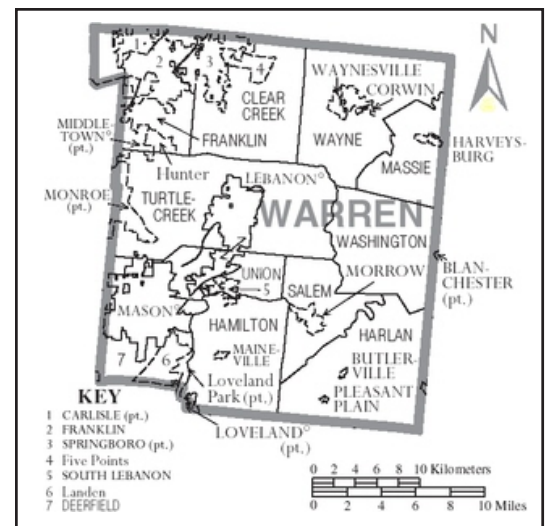 N
1
2
3
4
WAYNESVILLE
CORWIN
CLEAR
CREEK
MIDDLE-
TOWN° (pt.)
FRANKLIN
WAYNE
HARVEYS-
BURG
MASSIE
Hunter
MONROE
(pt.)
TURTLE-
CREEK
LEBANON°
WARREN
WASHINGTON
UNION
5
MORROW
BLAN-
CHESTER
(pt.)
SALEM
MASON°
HAMILTON
HARLAN
7
6
MAINE-
VILLE
BUTLER-
VILLE
Loveland
Park (pt.)
PLEASANT
PLAIN
LOVELAND°
(pt.)
KEY
1 CARLISLE (pt.)
2 FRANKLIN
3 SPRINGBORO (pt.)
4 Five Points
5 SOUTH LEBANON
6 Landen
7 DEERFIELD
0 2 4 6 8 10 Kilometers
0 2 4 6 8 10 Miles